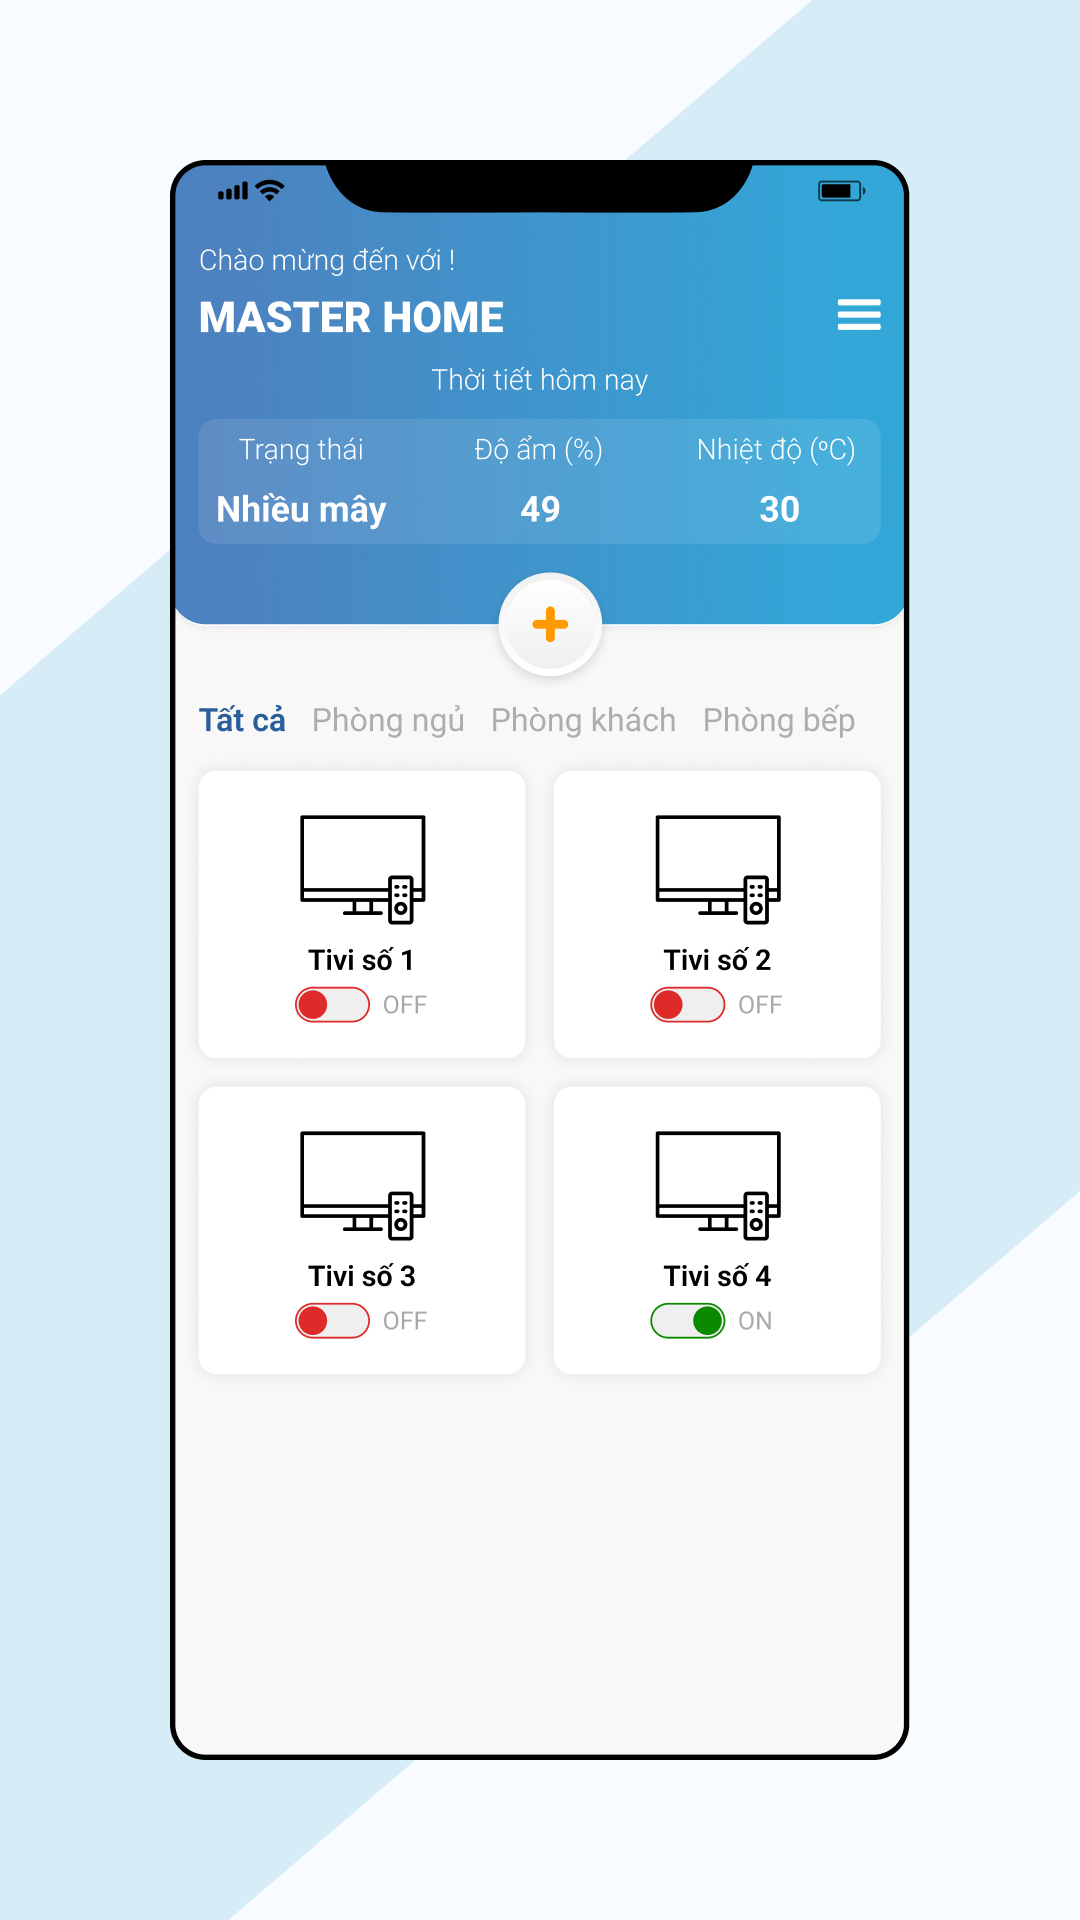 Chào mừng đến với !
MASTER HOME
Thời tiết hôm nay
Trạng thái Độ ẩm (%) Nhiệt độ (ºC)
Nhiều mây 49 30
Tất cả Phòng ngủ Phòng khách Phòng bếp
Tivi số 1 Tivi số 2
OFF OFF
Tivi số 3 Tivi số 4
OFF ON